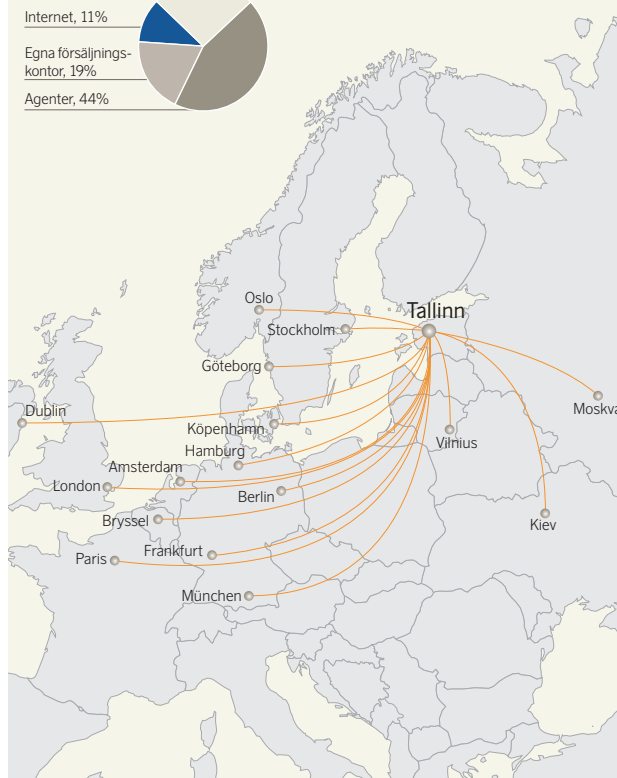 Internet, 11%
Egna försäljnings-
kontor, 19%
Agenter, 44%
Oslo
Tallinn
Stockholm
Göteborg
Moskva
Dublin
Köpenhamn
Vilnius
Hamburg
Amsterdam
London
Berlin
Bryssel
Kiev
Frankfurt
Paris
München